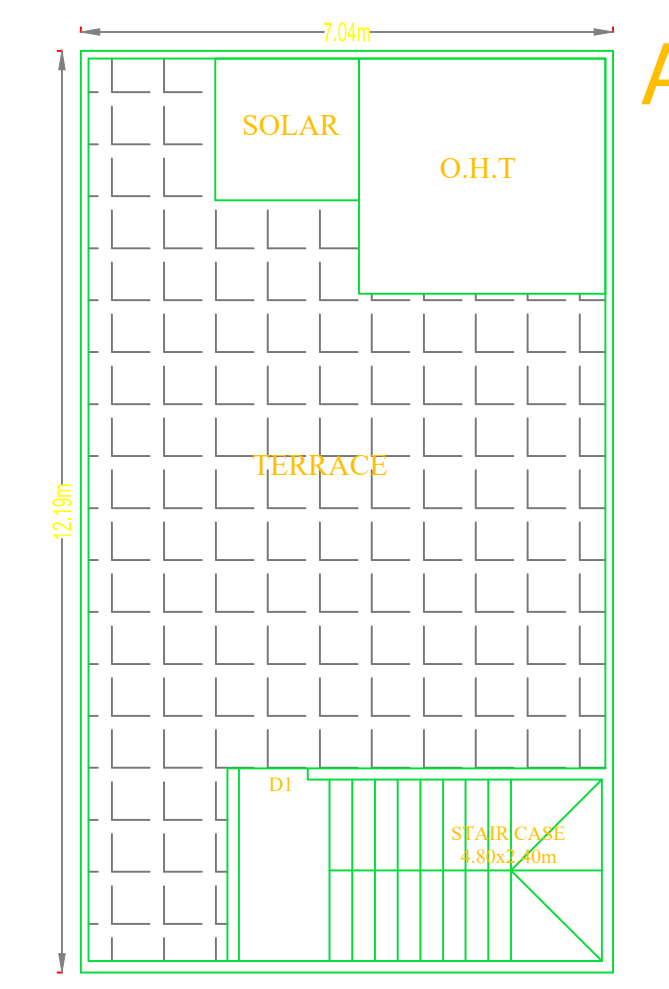 7.04m
A
SOLAR
O.H.T
TERRACE
12.19m
D1
STAIR CASE
4.80x2.40m